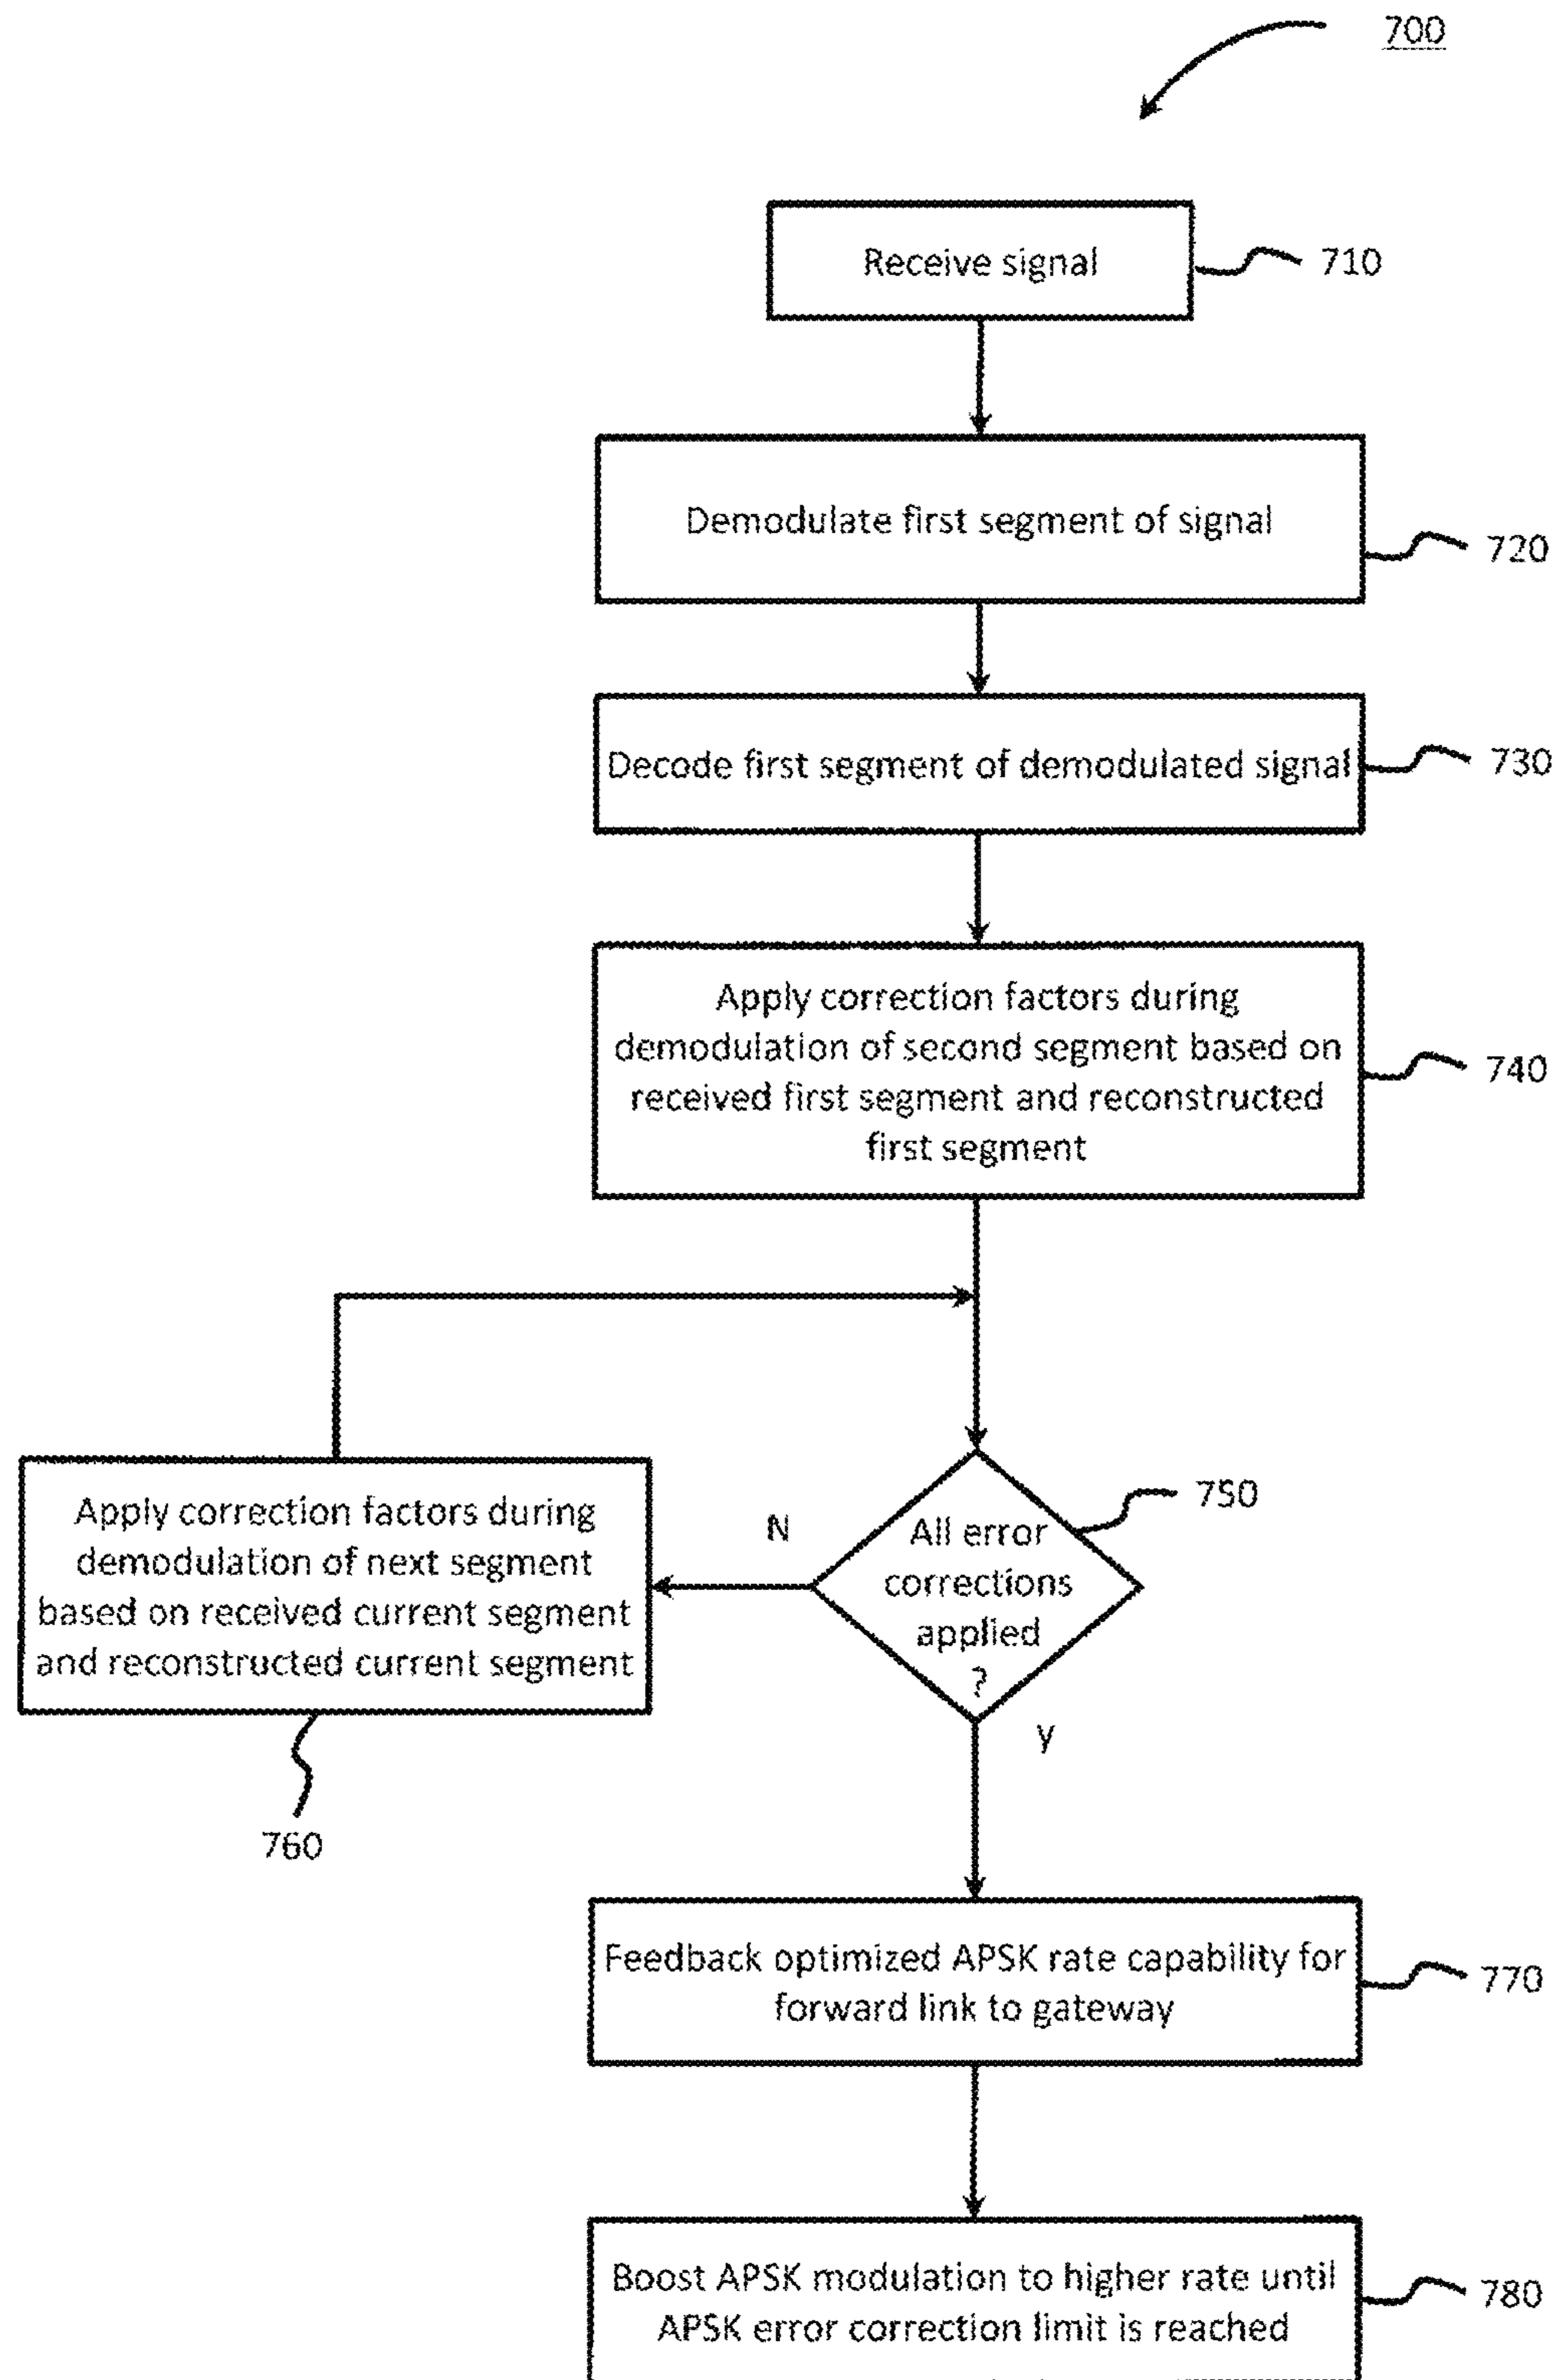 700
Receive signal
710
Demodulate first segment of signal
720
Decode first segment of demodulated signal
730
Apply correction factors during
demodulation of second segment based on
received first segment and reconstructed
first segment
740
750
All error
corrections
applied
?
N
y
Apply correction factors during
demodulation of next segment
based on received current segment
and reconstructed current segment
760
Feedback optimized APSK rate capability for
forward link to gateway
770
Boost APSK modulation to higher rate until
APSK error correction limit is reached
780